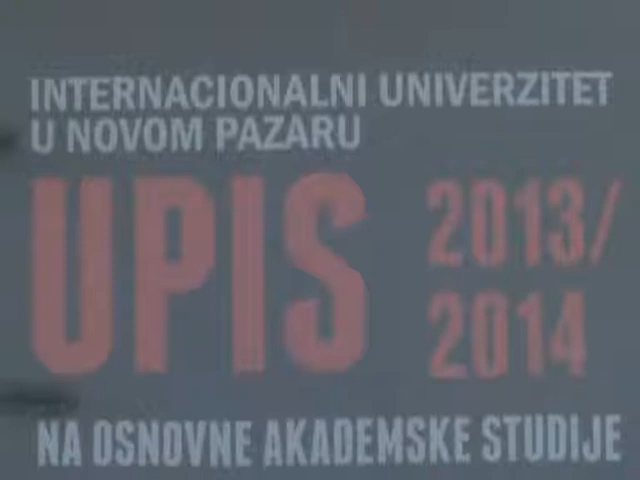 INTERNACIONALNI UNIVERZITET
U NOVOM PAZARU
UPIS 2013/
2014
NA OSNOVNE AKADEMSKE STUDIJE